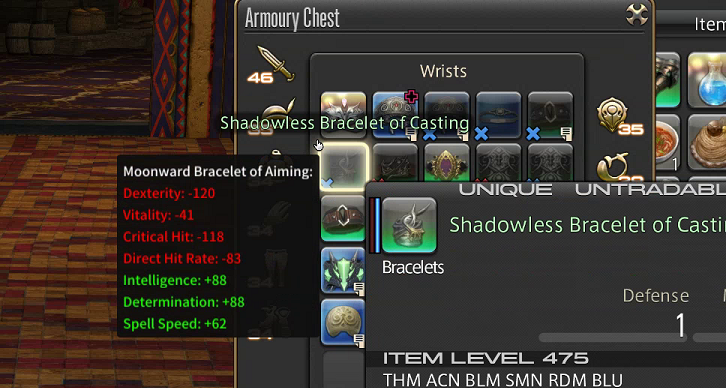 Armoury Chest
Item
Wrists
46
35
Shadowless Bracelet of Casting
Moonward Bracelet of Aiming:
Dexterity: -120
Vitality: -41
Critical Hit: -118
Direct Hit Rate: -83
Intelligence: +88
Determination: +88
Spell Speed: +62
1
UNIQUE UNTRADABL
Shadowless Bracelet of Casti
Bracelets
Defense
1
ITEM LEVEL 475
THM ACN BLM SMN RDM BLU